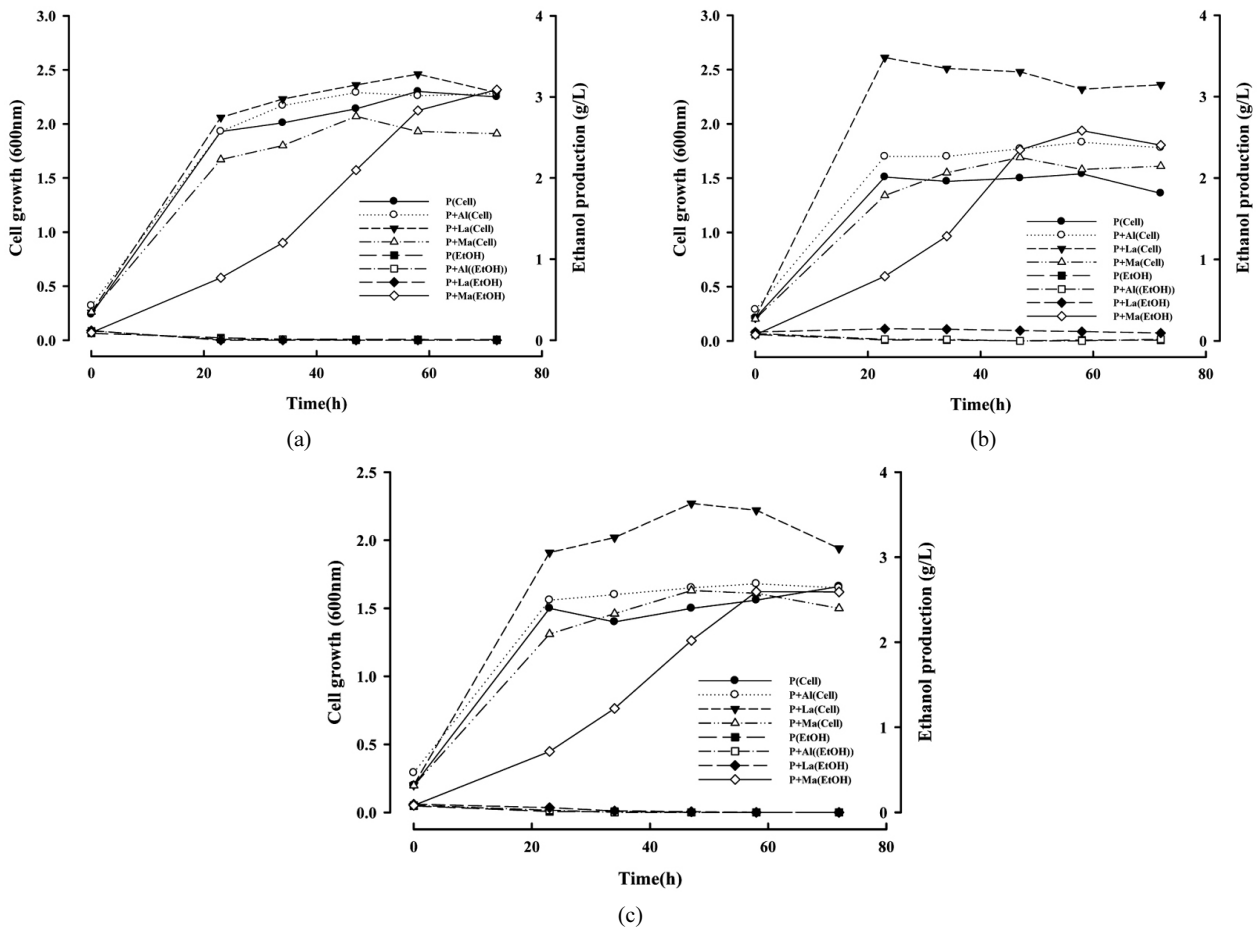 3.0
2.5
2.0
1.5
1.0
0.5
0.0
Cell growth (600nm)
4
3
2
1
0
Ethanol production (g/L)
P(Cell)
P+Al(Cell)
P+La(Cell)
P+Ma(Cell)
P(EtOH)
P+Al((EtOH))
P+La(EtOH)
P+Ma(EtOH)
0 20 40 60 80
Time(h)
(a)
3.0
2.5
2.0
1.5
1.0
0.5
0.0
Cell growth (600nm)
4
3
2
1
0
Ethanol production (g/L)
P(Cell)
P+Al(Cell)
P+La(Cell)
P+Ma(Cell)
P(EtOH)
P+Al((EtOH))
P+La(EtOH)
P+Ma(EtOH)
0 20 40 60 80
Time(h)
(b)
2.5
2.0
1.5
1.0
0.5
0.0
Cell growth (600nm)
4
3
2
1
0
Ethanol production (g/L)
P(Cell)
P+Al(Cell)
P+La(Cell)
P+Ma(Cell)
P(EtOH)
P+Al((EtOH))
P+La(EtOH)
P+Ma(EtOH)
0 20 40 60 80
Time(h)
(c)